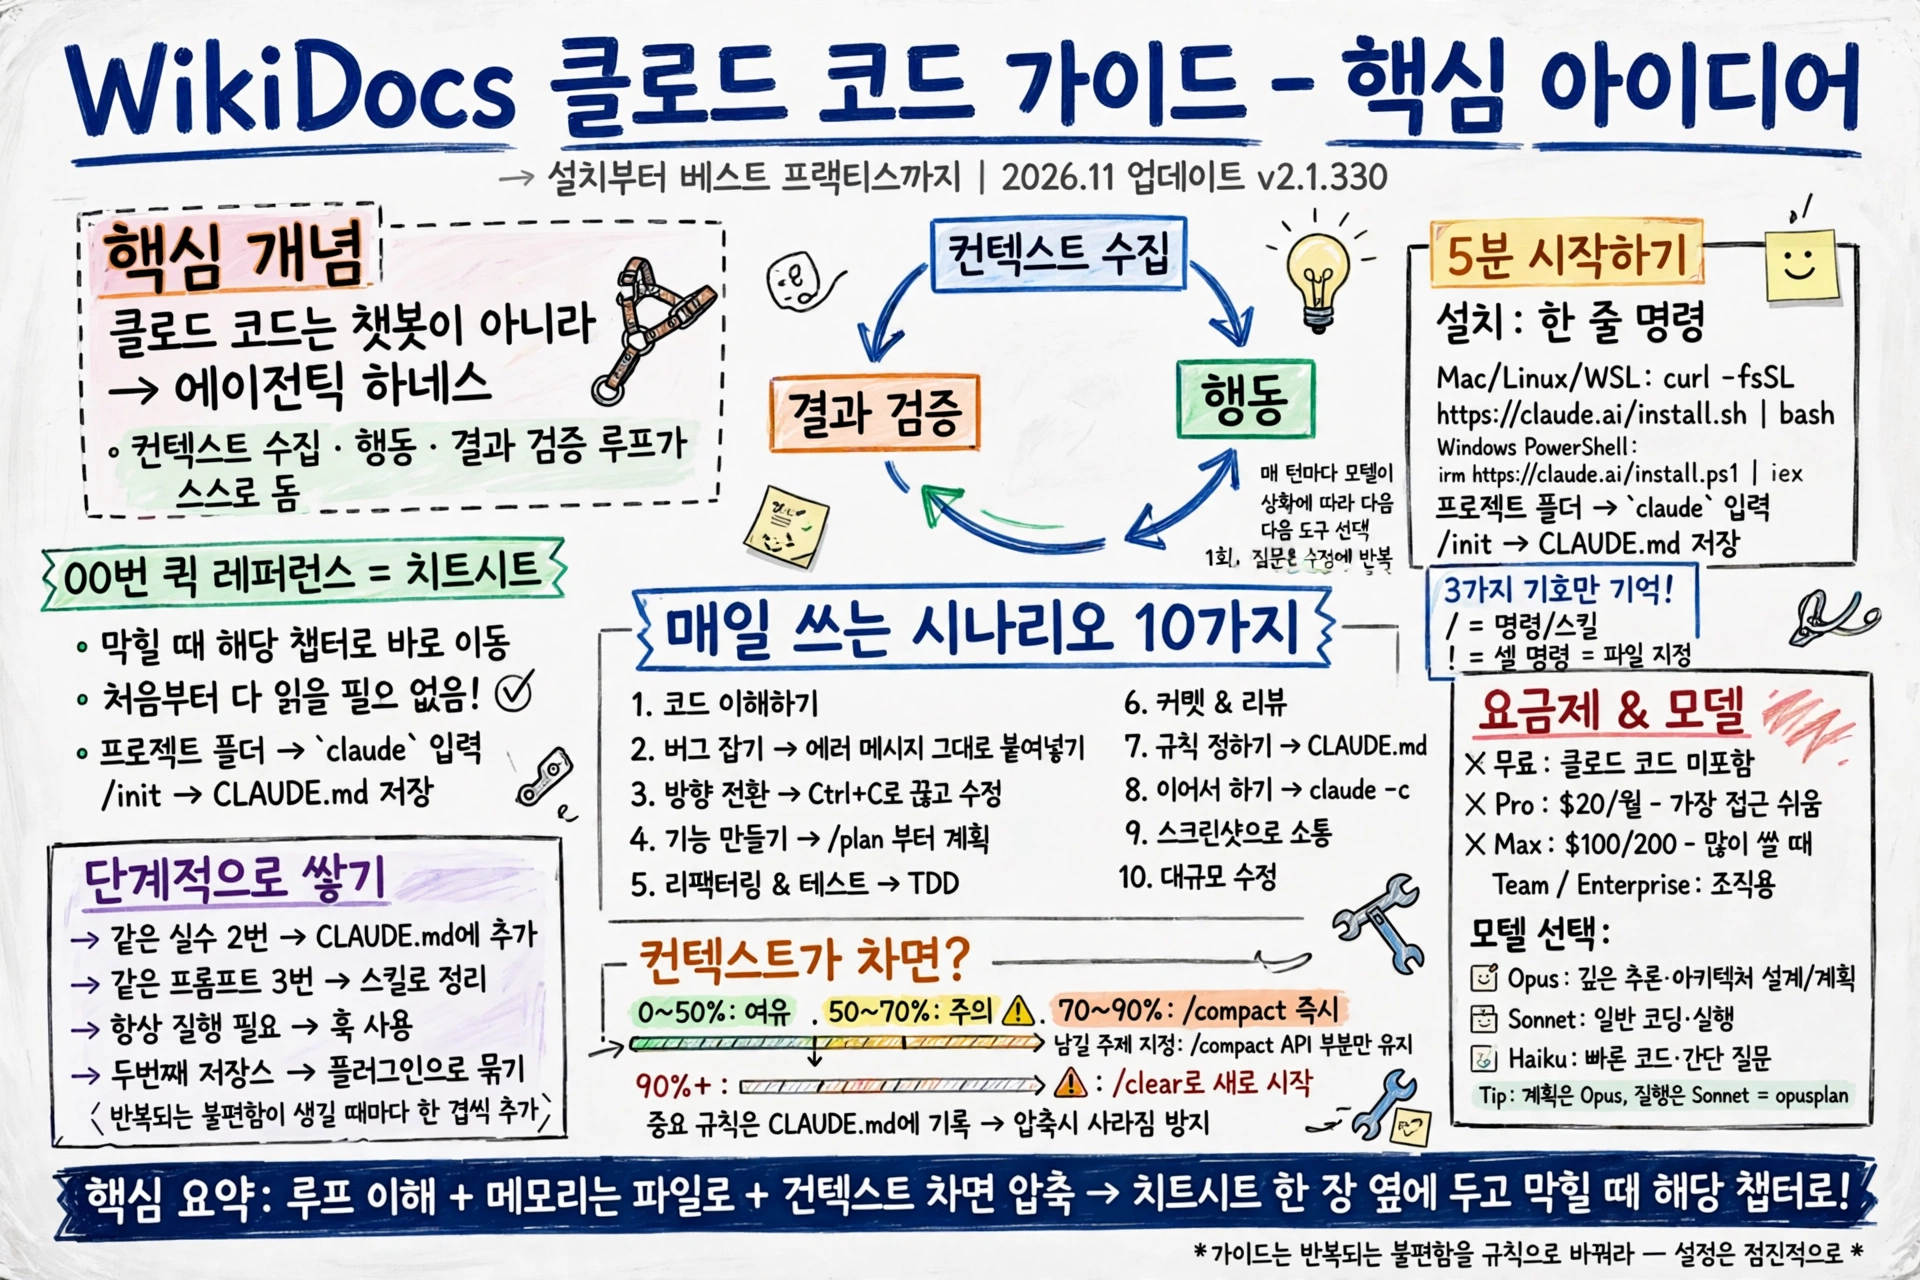 WikiDocs 클로드 코드 가이드 - 핵심 아이디어
→ 설치부터 베스트 프랙티스까지 | 2026.11 업데이트 v2.1.330
핵심 개념
클로드 코드는 챗봇이 아니라
→ 에이전틱 하네스
컨텍스트 수집 · 행동 · 결과 검증 루프가
스스로 돔
컨텍스트 수집
행동
결과 검증
매 턴마다 모델이
상황에 따라 다음
다음 도구 선택
1회, 수정에 반복
5분 시작하기
설치: 한 줄 명령
Mac/Linux/WSL: curl -fsSL
https://claude.ai/install.sh | bash
Windows PowerShell:
irm https://claude.ai/install.ps1 | iex
프로젝트 플더 → `claude` 입력
/init → CLAUDE.md 저장
3가지 기호만 기억!
/ = 명령/스킬
! = 셸 명령 = 파일 지정
00번 퀵 레퍼런스 = 치트시트
• 막힐 때 해당 챕터로 바로 이동
• 처음부터 다 읽을 필요 없음!
• 프로젝트 플더 → `claude` 입력
/init → CLAUDE.md 저장
매일 쓰는 시나리오 10가지
1. 코드 이해하기
2. 버그 잡기 → 에러 메시지 그대로 붙여넣기
3. 방향 전환 → Ctrl+C로 끊고 수정
4. 기능 만들기 → /plan 부터 계획
5. 리팩터링 & 테스트 → TDD
6. 커밋 & 리뷰
7. 규칙 정하기 → CLAUDE.md
8. 이어서 하기 → claude -c
9. 스크린샷으로 소통
10. 대규모 수정
요금제 & 모델
X 무료: 클로드 코드 미포함
X Pro: $20/월 - 가장 접근 쉬움
X Max: $100/200 - 많이 쓸 때
Team / Enterprise: 조직용
모델 선택:
Opus: 깊은 추론·아키텍처 설계/계획
Sonnet: 일반 코딩·실행
Haiku: 빠른 코드·간단 질문
Tip: 계획은 Opus, 실행은 Sonnet = opusplan
단계적으로 쌓기
→ 같은 실수 2번 → CLAUDE.md에 추가
→ 같은 프롬프트 3번 → 스킬로 정리
→ 항상 실행 필요 → 훅 사용
→ 두번째 저장스 → 플러그인으로 묶기
반복되는 불편함이 생길 때마다 한 겹씩 추가
컨텍스트가 차면?
0~50%: 여유 . 50~70%: 주의 . 70~90%: /compact 즉시
남길 주제 지정: /compact API 부분만 유지
90%+ : : /clear로 새로 시작
중요 규칙은 CLAUDE.md에 기록 → 압축시 사라짐 방지
핵심 요약: 루프 이해 + 메모리는 파일로 + 건텍스트 차면 압축 → 치트시트 한 장 옆에 두고 막힐 때 해당 챕터로!
*가이드는 반복되는 불편함을 규칙으로 바꿔라 — 설정은 점진적으로 *